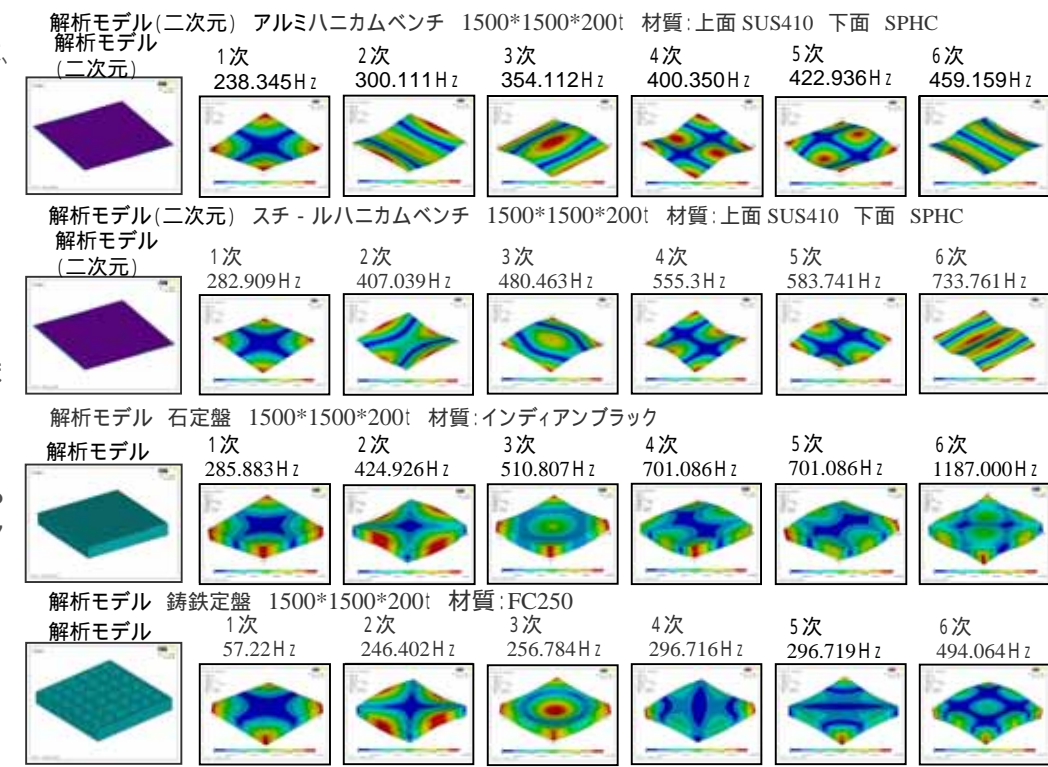 解析モデル(二次元) アルミハニカムベンチ 1500*1500*200t 材質:上面 SUS410 下面 SPHC
解析モデル
(二次元)
1次 2次 3次 4次 5次 6次
238.345Hz 300.111Hz 354.112Hz 400.350Hz 422.936Hz 459.159Hz
解析モデル(二次元) スチ-ルハニカムベンチ 1500*1500*200t 材質:上面 SUS410 下面 SPHC
解析モデル
(二次元)
1次 2次 3次 4次 5次 6次
282.909Hz 407.039Hz 480.463Hz 555.3Hz 583.741Hz 733.761Hz
解析モデル 石定盤 1500*1500*200t 材質:インディアンブラック
解析モデル
1次 2次 3次 4次 5次 6次
285.883Hz 424.926Hz 510.807Hz 701.086Hz 701.086Hz 1187.000Hz
解析モデル 鋳鉄定盤 1500*1500*200t 材質:FC250
解析モデル
1次 2次 3次 4次 5次 6次
57.22Hz 246.402Hz 256.784Hz 296.716Hz 296.719Hz 494.064Hz